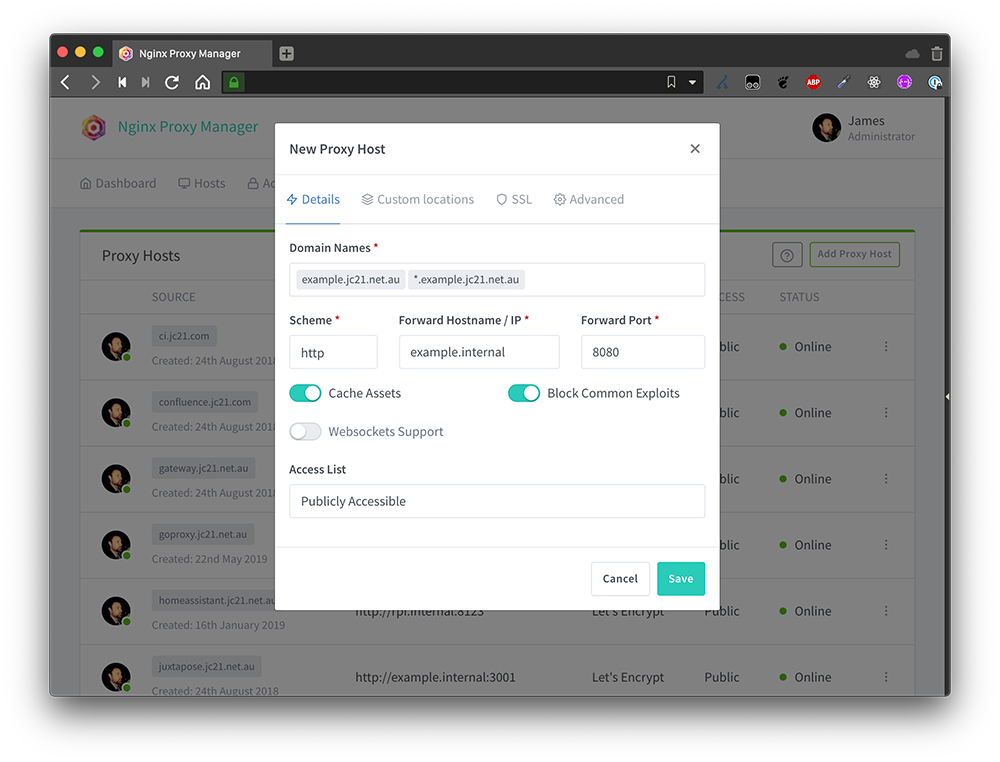 Nginx Proxy Manager
ABP
Nginx Proxy Manager
James
Administrator
Dashboard Hosts
New Proxy Host
Details Custom locations SSL Advanced
Domain Names *
example.jc21.net.au *.example.jc21.net.au
Scheme * Forward Hostname / IP * Forward Port *
http example.internal 8080
Cache Assets Block Common Exploits
Websockets Support
Access List
Publicly Accessible
Cancel Save
Proxy Hosts Add Proxy Host
SOURCE STATUS
ci.jc21.com Online
Created: 24th August 2018
confluence.jc21.com Online
Created: 24th August 2018
gateway.jc21.net.au Online
Created: 24th August 2018
goproxy.jc21.net.au Online
Created: 22nd May 2019
homeassistant.jc21.net.au http://rpi.internal:8123 Let's Encrypt Public Online
Created: 16th January 2019
juxtapose.jc21.net.au http://example.internal:3001 Let's Encrypt Public Online
Created: 24th August 2018